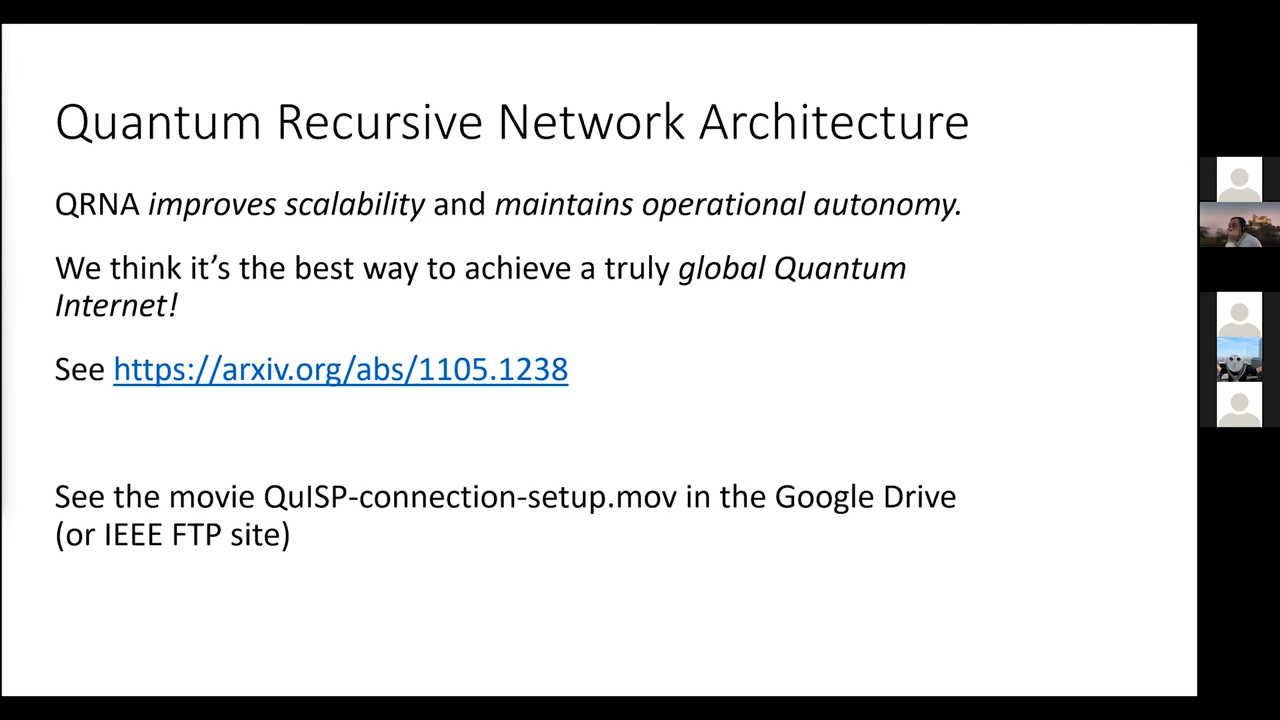 Quantum Recursive Network Architecture
QRNA improves scalability and maintains operational autonomy.
We think it’s the best way to achieve a truly global Quantum
Internet!
See https://arxiv.org/abs/1105.1238
See the movie QuISP-connection-setup.mov in the Google Drive
(or IEEE FTP site)